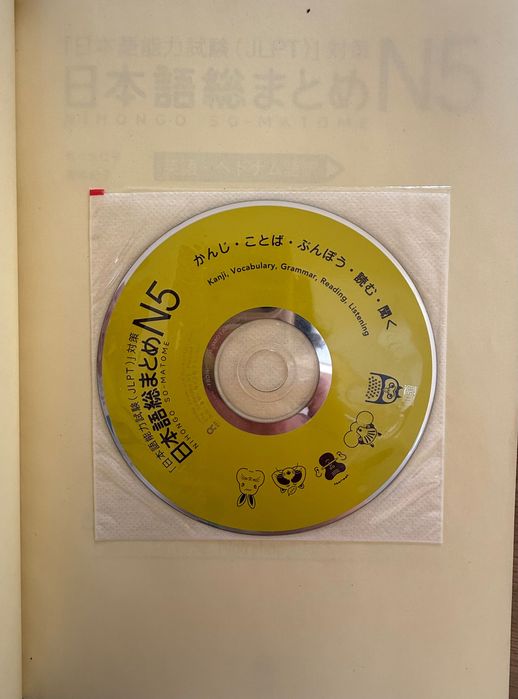 「日本語能力試験(JLPT)」対策
日本語総まとめN5
NIHONGO SO-MATOME
かんじ・ことば・ぶんぽう・読む・聞く
Kanji, Vocabulary, Grammar, Reading, Listening
「日本語能力試験(JLPT)」対策
日本語総まとめN5
NIHONGO SO-MATOME